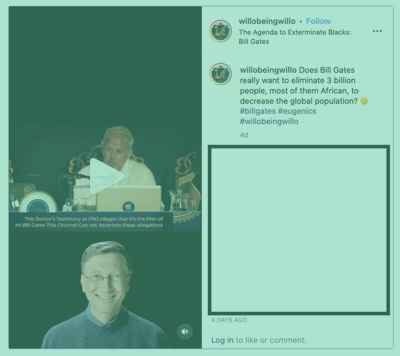 willobeingwillo • Follow
The Agenda to Exterminate Blacks:
Bill Gates
willobeingwillo Does Bill Gates
really want to eliminate 3 billion
people, most of them African, to
decrease the global population?
#billgates #eugenics
#willobeingwillo
4d
This Doctor's Testimony at ITNJ alleges that it's the Plan of
Mr.Bill Gates-This Channel Can not Ascertain these allegations
4 DAYS AGO
Log in to like or comment.